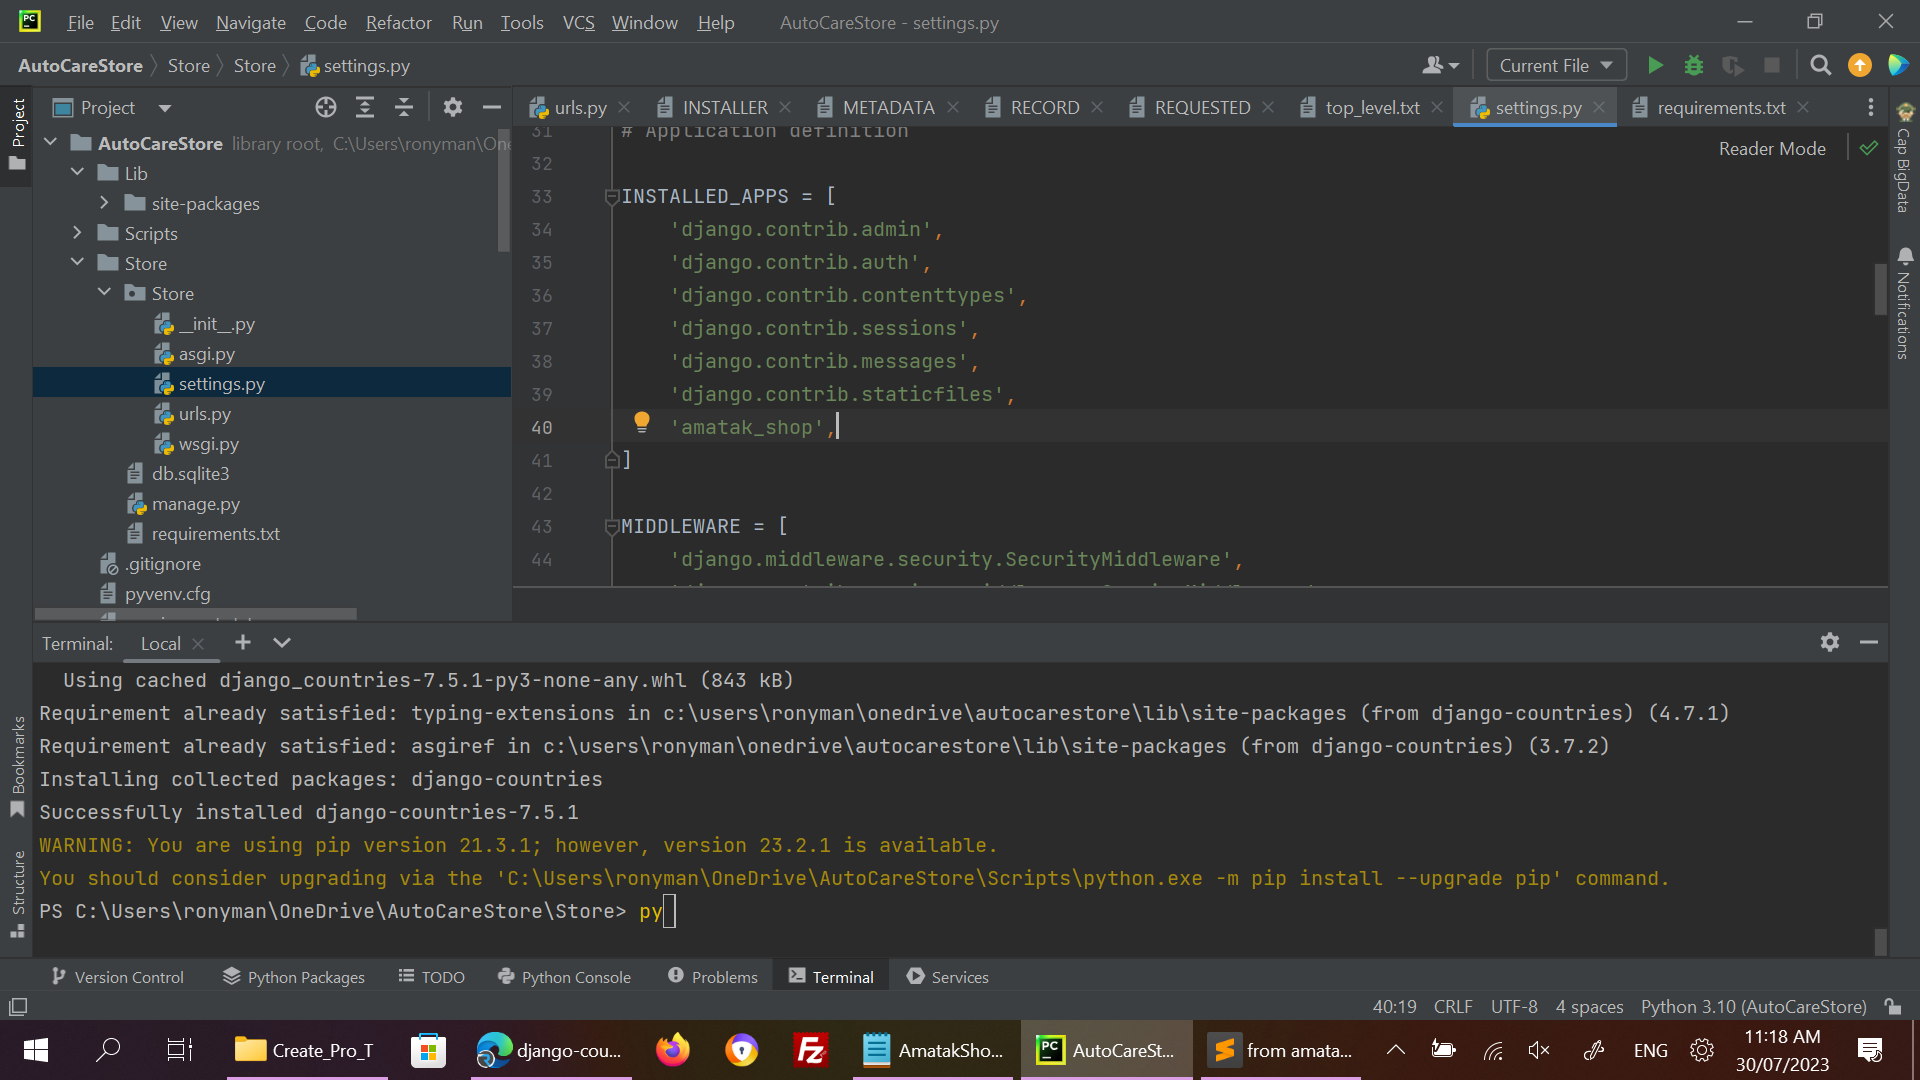 PC File Edit View Navigate Code Refactor Run Tools VCS Window Help AutoCareStore - settings.py
AutoCareStore Store Store settings.py Current File
Project
Project
urls.py INSTALLER METADATA RECORD REQUESTED top_level.txt settings.py requirements.txt
AutoCareStore library root, C:\Users\ronyman\On
Lib
site-packages
Scripts
Store
Store
__init__.py
asgi.py
settings.py
urls.py
wsgi.py
db.sqlite3
manage.py
requirements.txt
.gitignore
pyvenv.cfg
31 # Application definition
Reader Mode
32
33 INSTALLED_APPS = [
34 'django.contrib.admin',
35 'django.contrib.auth',
36 'django.contrib.contenttypes',
37 'django.contrib.sessions',
38 'django.contrib.messages',
39 'django.contrib.staticfiles',
40 'amatak_shop',
41 ]
42
43 MIDDLEWARE = [
44 'django.middleware.security.SecurityMiddleware',
Cap BigData
Notifications
Bookmarks
Structure
Terminal: Local
Using cached django_countries-7.5.1-py3-none-any.whl (843 kB)
Requirement already satisfied: typing-extensions in c:\users\ronyman\onedrive\autocarestore\lib\site-packages (from django-countries) (4.7.1)
Requirement already satisfied: asgiref in c:\users\ronyman\onedrive\autocarestore\lib\site-packages (from django-countries) (3.7.2)
Installing collected packages: django-countries
Successfully installed django-countries-7.5.1
WARNING: You are using pip version 21.3.1; however, version 23.2.1 is available.
You should consider upgrading via the 'C:\Users\ronyman\OneDrive\AutoCareStore\Scripts\python.exe -m pip install --upgrade pip' command.
PS C:\Users\ronyman\OneDrive\AutoCareStore\Store> py
Version Control Python Packages TODO Python Console Problems Terminal Services
40:19 CRLF UTF-8 4 spaces Python 3.10 (AutoCareStore)
Create_Pro_T django-cou... Fz AmatakSho... PC AutoCareSt... from amata... ENG 11:18 AM
30/07/2023